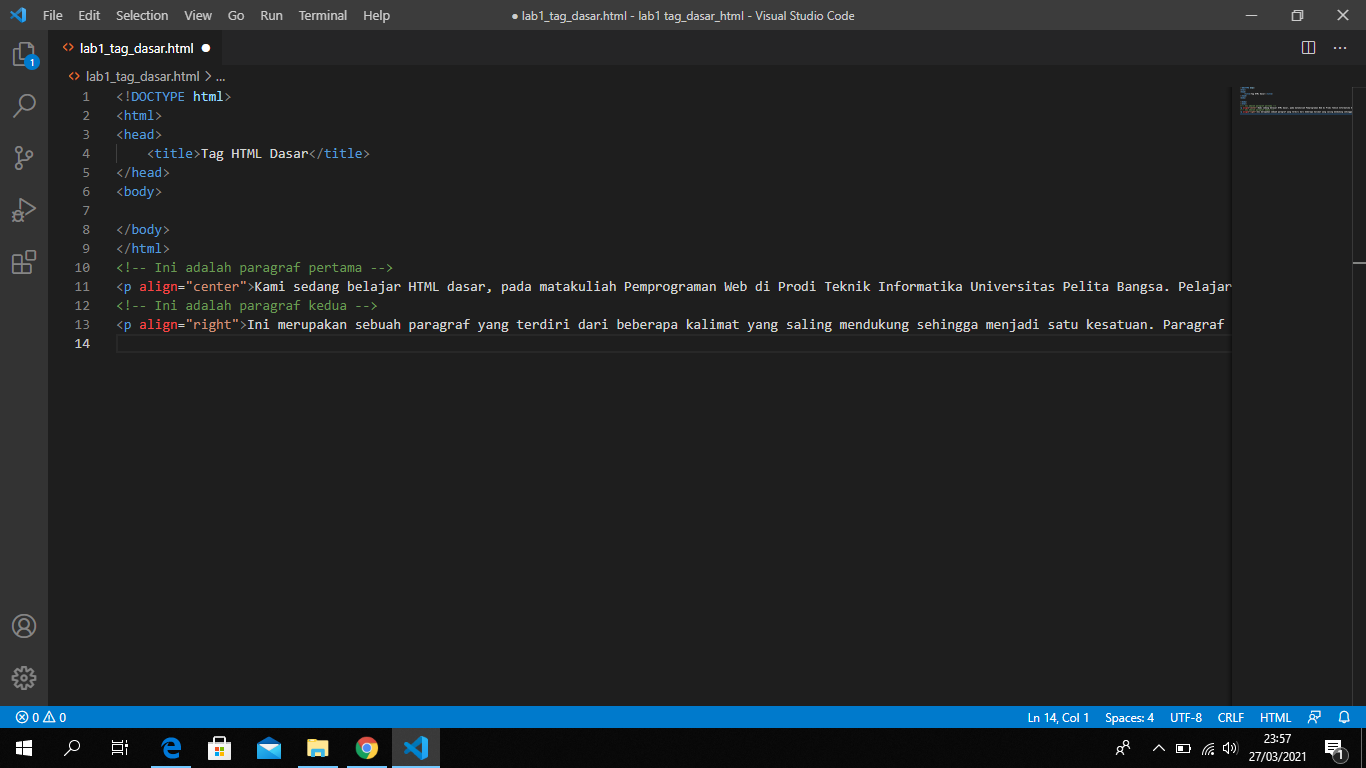 File Edit Selection View Go Run Terminal Help ● lab1_tag_dasar.html - lab1 tag_dasar_html - Visual Studio Code
lab1_tag_dasar.html
1
lab1_tag_dasar.html > ...
1 <!DOCTYPE html>
2 <html>
3 <head>
4 <title>Tag HTML Dasar</title>
5 </head>
6 <body>
7
8 </body>
9 </html>
10 <!-- Ini adalah paragraf pertama -->
11 <p align="center">Kami sedang belajar HTML dasar, pada matakuliah Pemprograman Web di Prodi Teknik Informatika Universitas Pelita Bangsa. Pelajar
12 <!-- Ini adalah paragraf kedua -->
13 <p align="right">Ini merupakan sebuah paragraf yang terdiri dari beberapa kalimat yang saling mendukung sehingga menjadi satu kesatuan. Paragraf
14
0 0 Ln 14, Col 1 Spaces: 4 UTF-8 CRLF HTML
23:57
27/03/2021
1